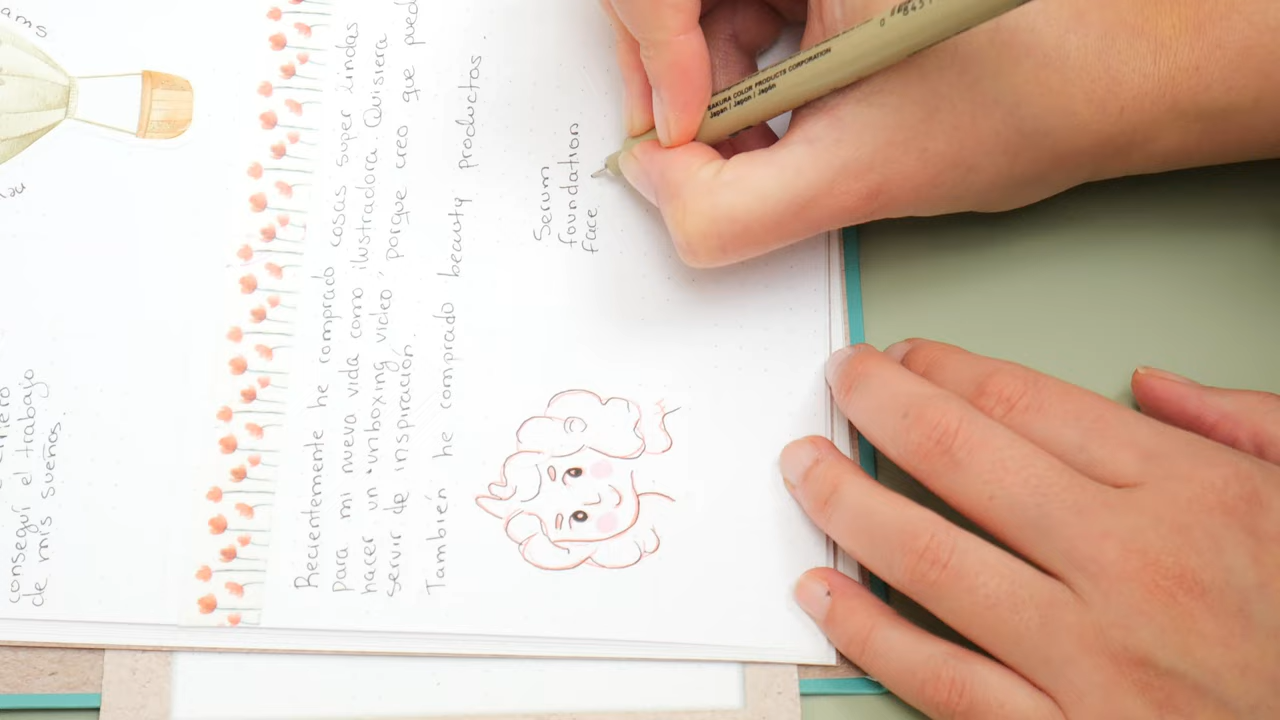 conseguí el trabajo
de mis sueños.
Recientemente he comprado cosas super lindas
para mi nueva vida como ilustradora. Quisiera
hacer un "unboxing video", porque creo que
servir de inspiración.
También he comprado beauty productos.
Serum
foundation
face
SAKURA COLOR PRODUCTS CORPORATION
Japan | Japon | Japón